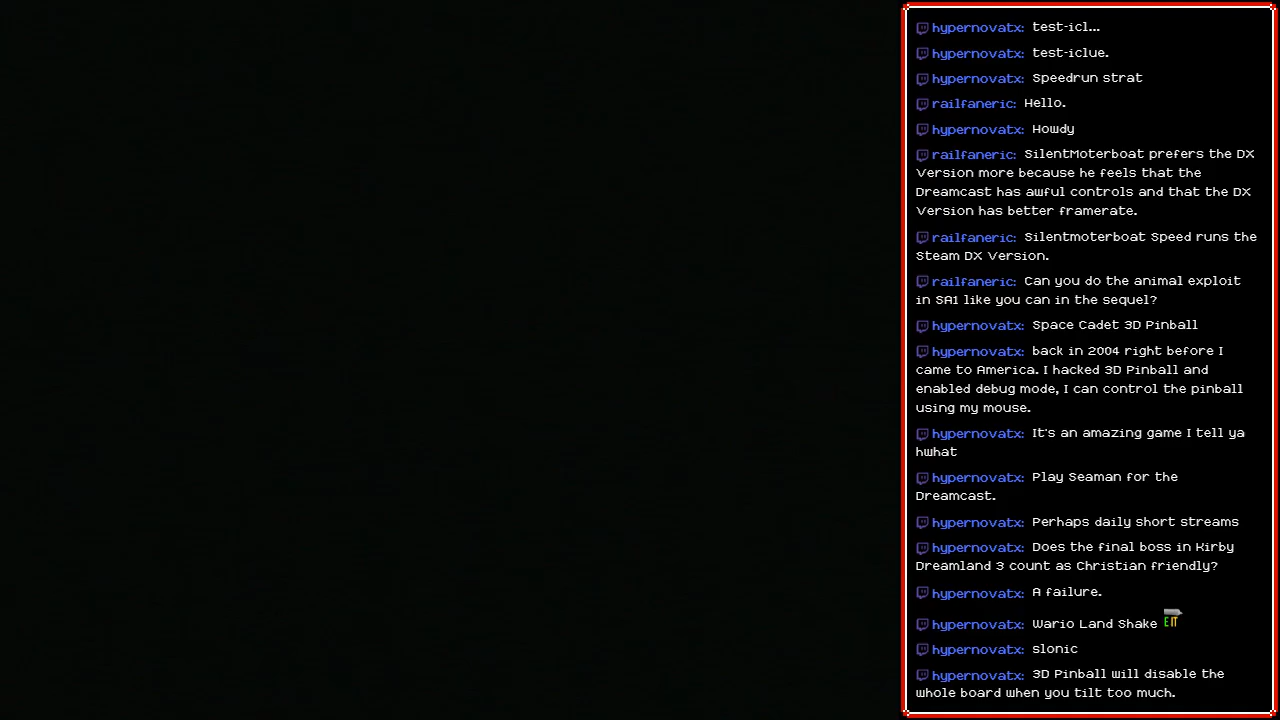 hypernovatx: test-icl...
hypernovatx: test-iclue.
hypernovatx: Speedrun strat
railfaneric: Hello.
hypernovatx: Howdy
railfaneric: SilentMoterboat prefers the DX
Version more because he feels that the
Dreamcast has awful controls and that the DX
Version has better framerate.
railfaneric: Silentmoterboat Speed runs the
Steam DX Version.
railfaneric: Can you do the animal exploit
in SA1 like you can in the sequel?
hypernovatx: Space Cadet 3D Pinball
hypernovatx: back in 2004 right before I
came to America. I hacked 3D Pinball and
enabled debug mode, I can control the pinball
using my mouse.
hypernovatx: It's an amazing game I tell ya
hwhat
hypernovatx: Play Seaman for the
Dreamcast.
hypernovatx: Perhaps daily short streams
hypernovatx: Does the final boss in Kirby
Dreamland 3 count as Christian friendly?
hypernovatx: A failure.
hypernovatx: Wario Land Shake EIT
hypernovatx: slonic
hypernovatx: 3D Pinball will disable the
whole board when you tilt too much.